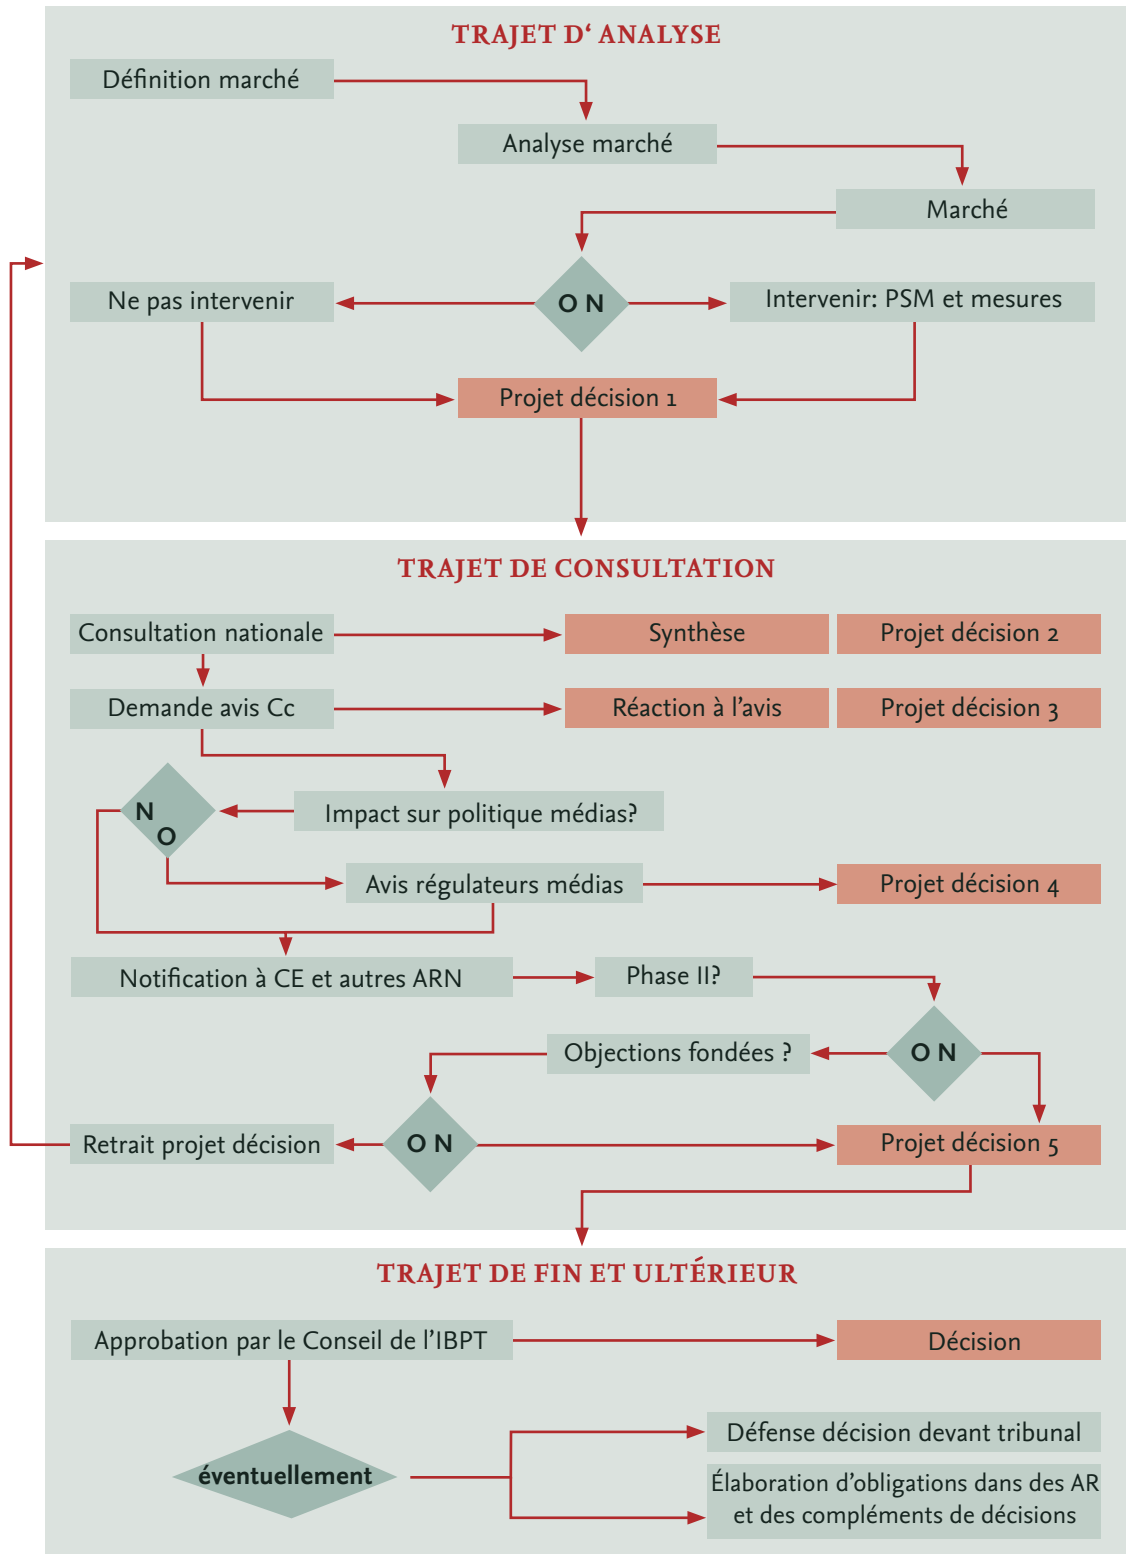 TRAJET D‘ ANALYSE
Définition marché
Analyse marché
Marché
Ne pas intervenir
O N
Intervenir: PSM et mesures
Projet décision 1
TRAJET DE CONSULTATION
Consultation nationale
Synthèse
Projet décision 2
Demande avis Cc
Réaction à l’avis
Projet décision 3
N
O
Impact sur politique médias?
Avis régulateurs médias
Projet décision 4
Notification à CE et autres ARN
Phase II?
Objections fondées ?
O N
Retrait projet décision
O N
Projet décision 5
TRAJET DE FIN ET ULTÉRIEUR
Approbation par le Conseil de l’IBPT
Décision
éventuellement
Défense décision devant tribunal
Élaboration d’obligations dans des AR
et des compléments de décisions